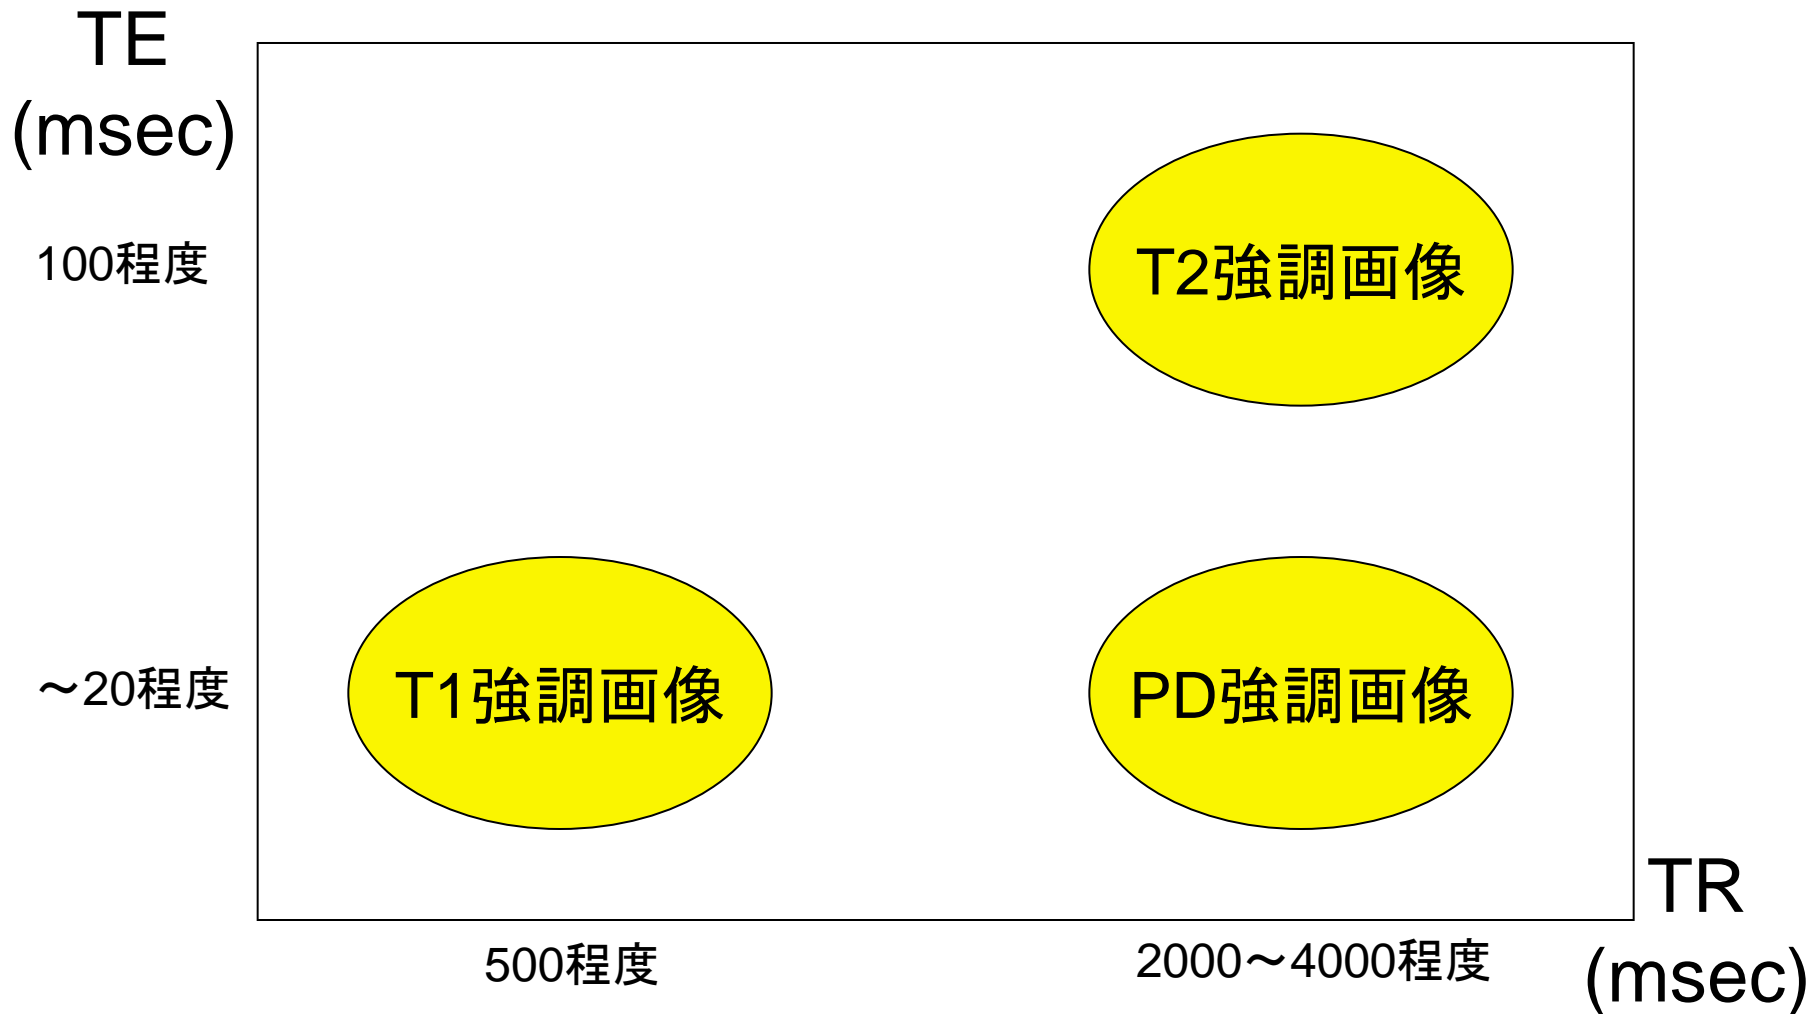 TE
(msec)
100程度
T2強調画像
～20程度
T1強調画像
PD強調画像
TR
(msec)
500程度
2000～4000程度